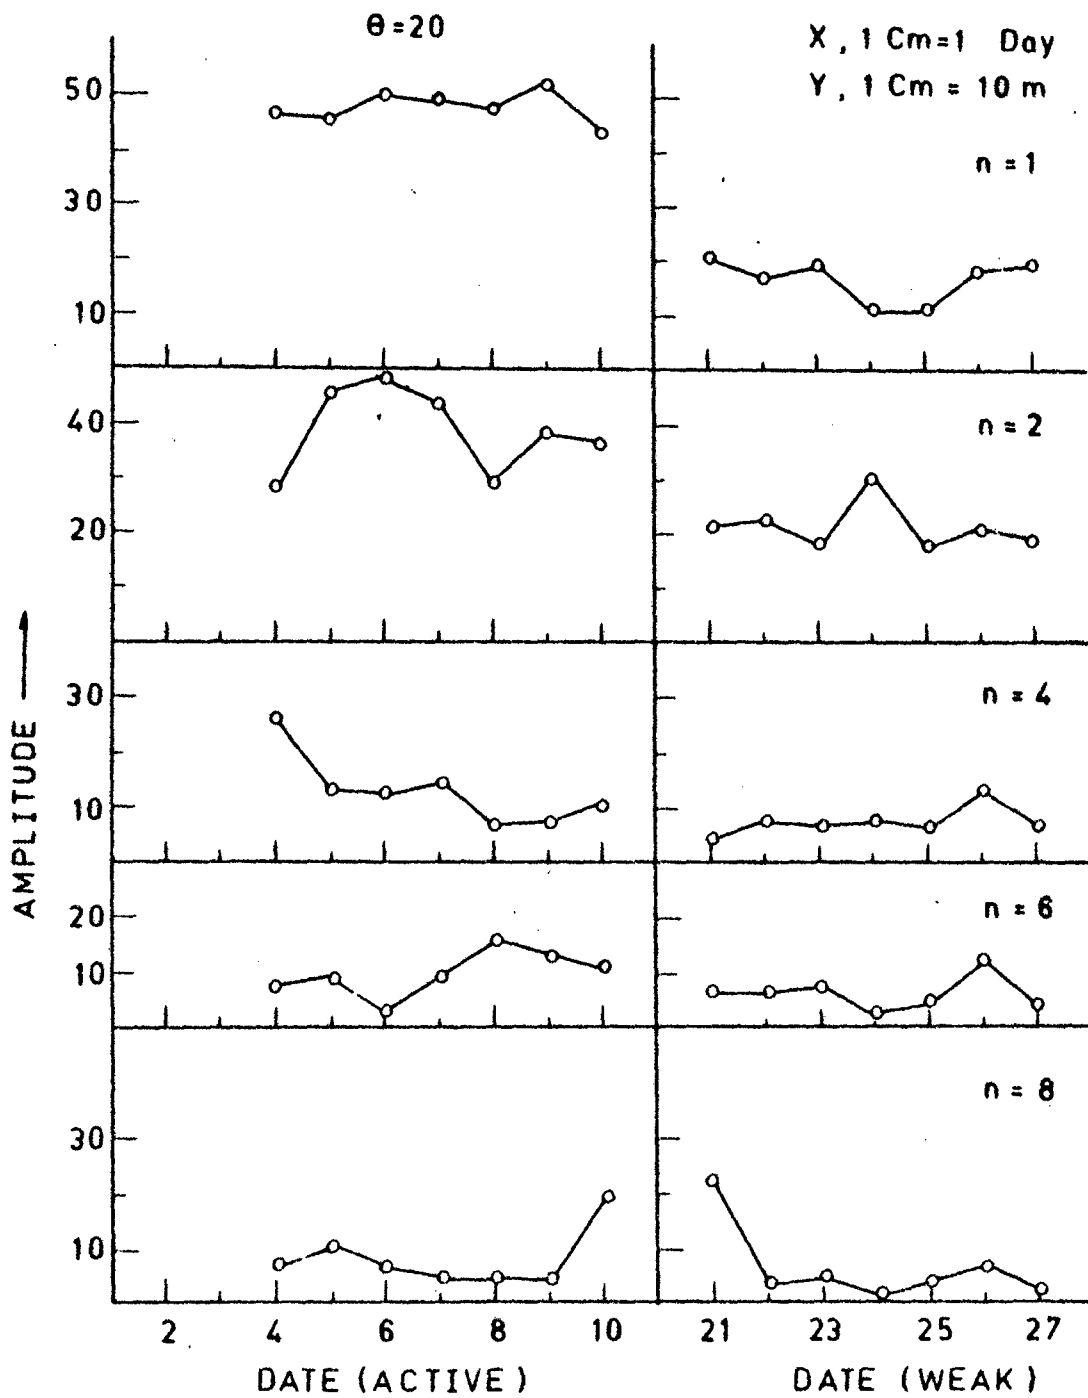 θ=20
X, 1 Cm=1 Day
Y, 1 Cm = 10 m
50
30
10
n = 1
40
20
n = 2
30
10
n = 4
20
10
n = 6
30
10
n = 8
AMPLITUDE
2 4 6 8 10 21 23 25 27
DATE (ACTIVE) DATE (WEAK)